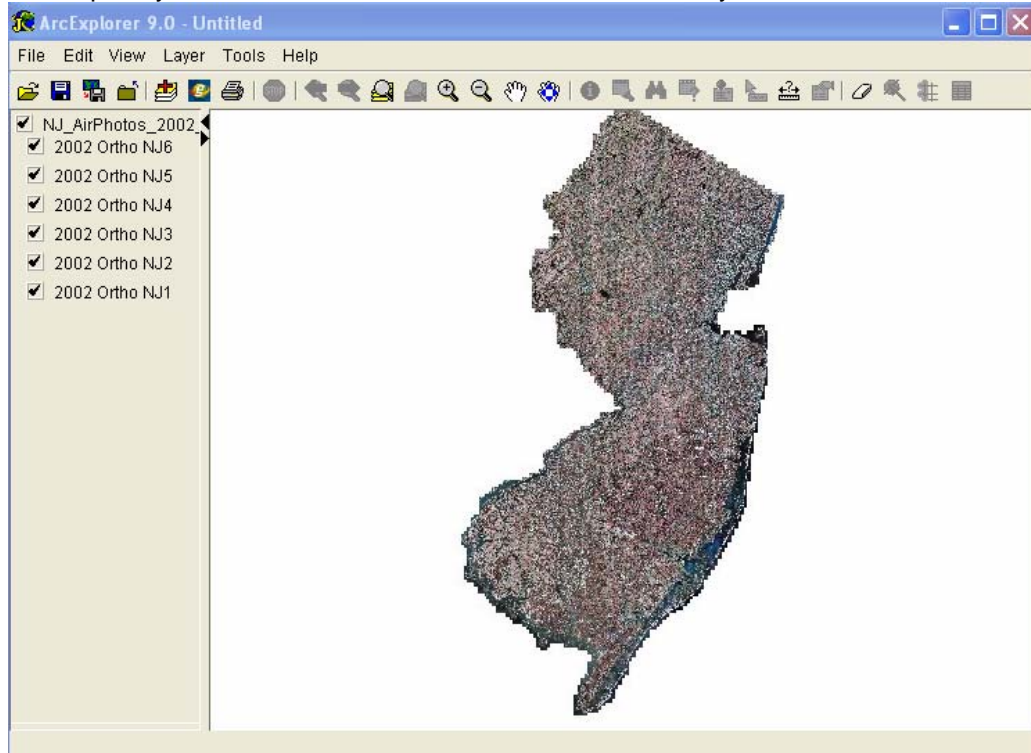 ArcExplorer 9.0 - Untitled
File Edit View Layer Tools Help
NJ_AirPhotos_2002_
2002 Ortho NJ6
2002 Ortho NJ5
2002 Ortho NJ4
2002 Ortho NJ3
2002 Ortho NJ2
2002 Ortho NJ1